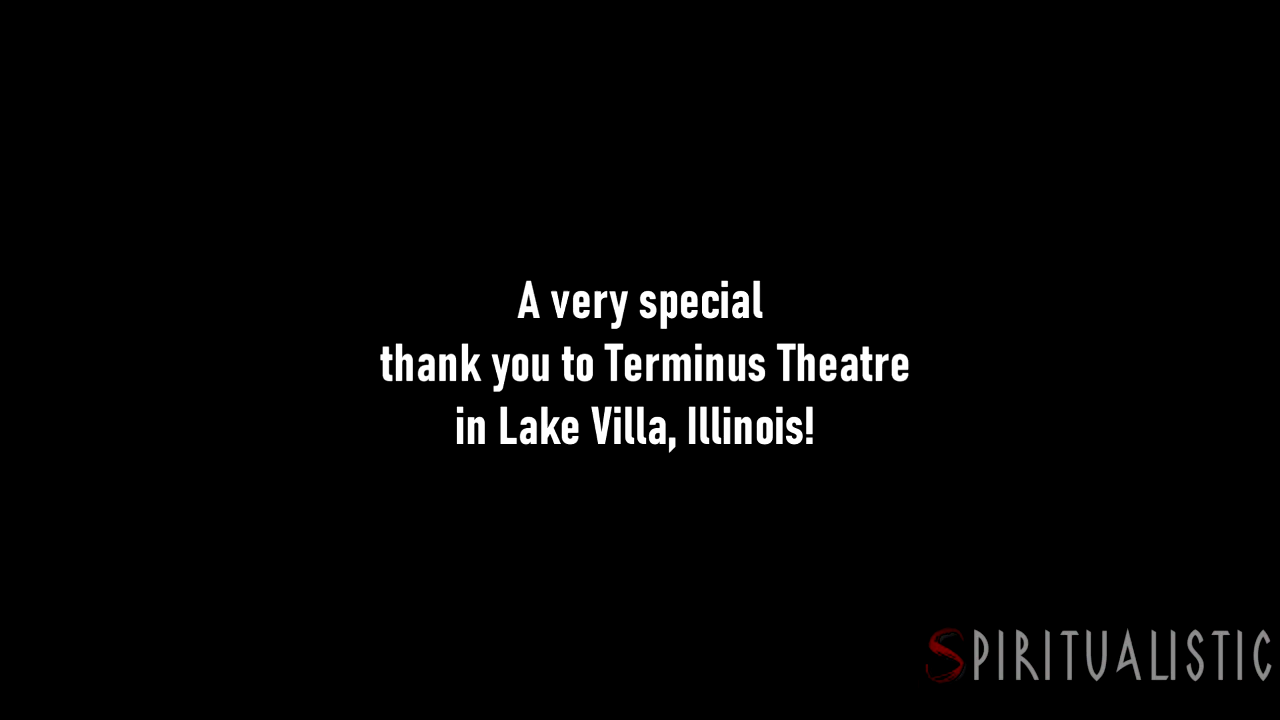 A very special
thank you to Terminus Theatre
in Lake Villa, Illinois!
SPIRITUALISTIC